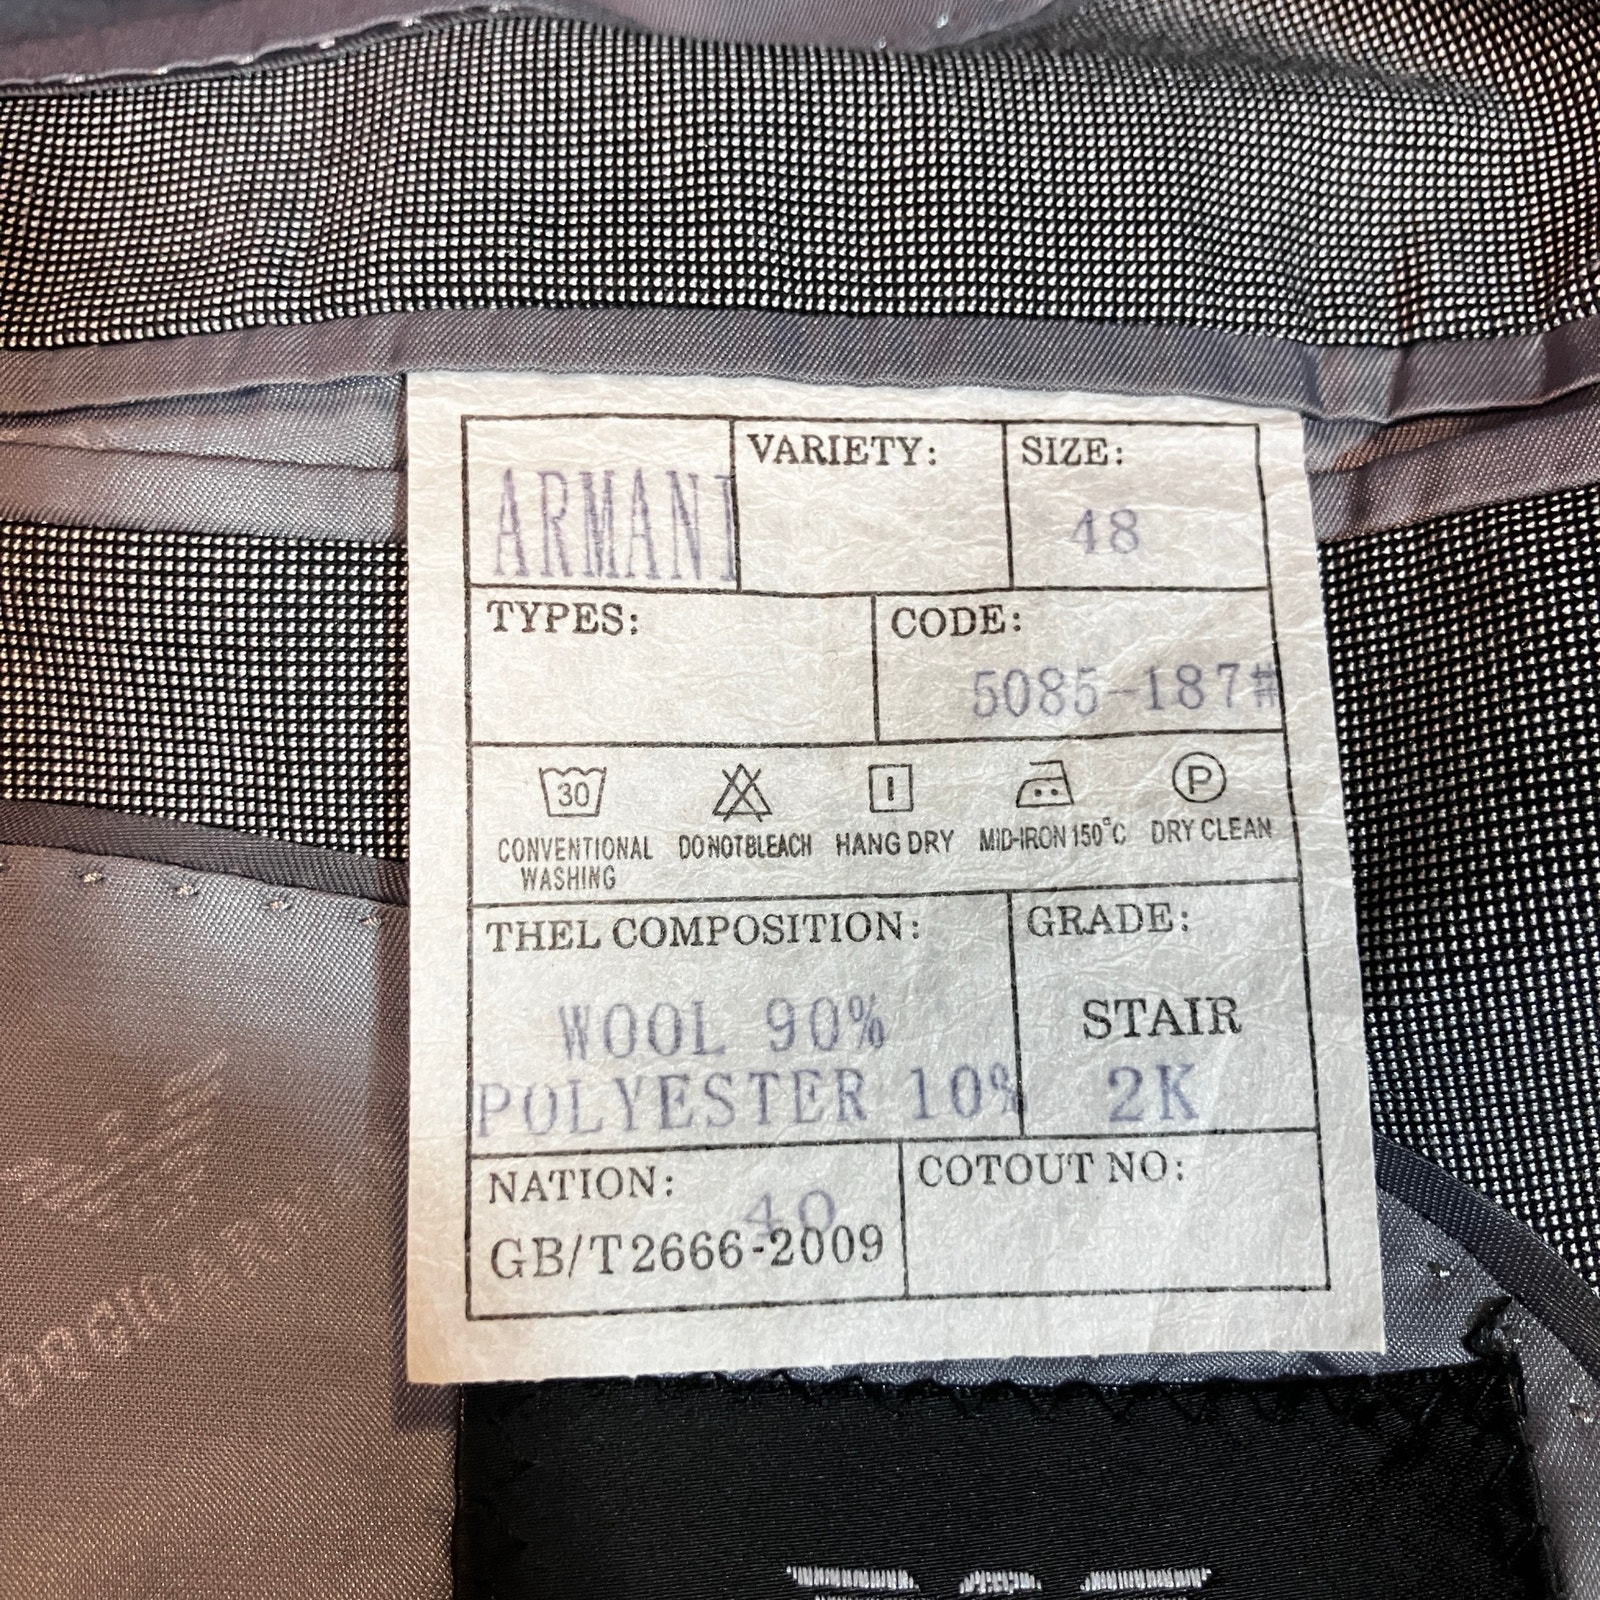 ARMANI
VARIETY:
SIZE:
48
TYPES:
CODE:
5085-187#
30
P
CONVENTIONAL
WASHING
DO NOT BLEACH
HANG DRY
MID-IRON 150°C
DRY CLEAN
THEL COMPOSITION:
WOOL 90%
POLYESTER 10%
GRADE:
STAIR
2K
NATION:
40
GB/T2666-2009
COTOUT NO: